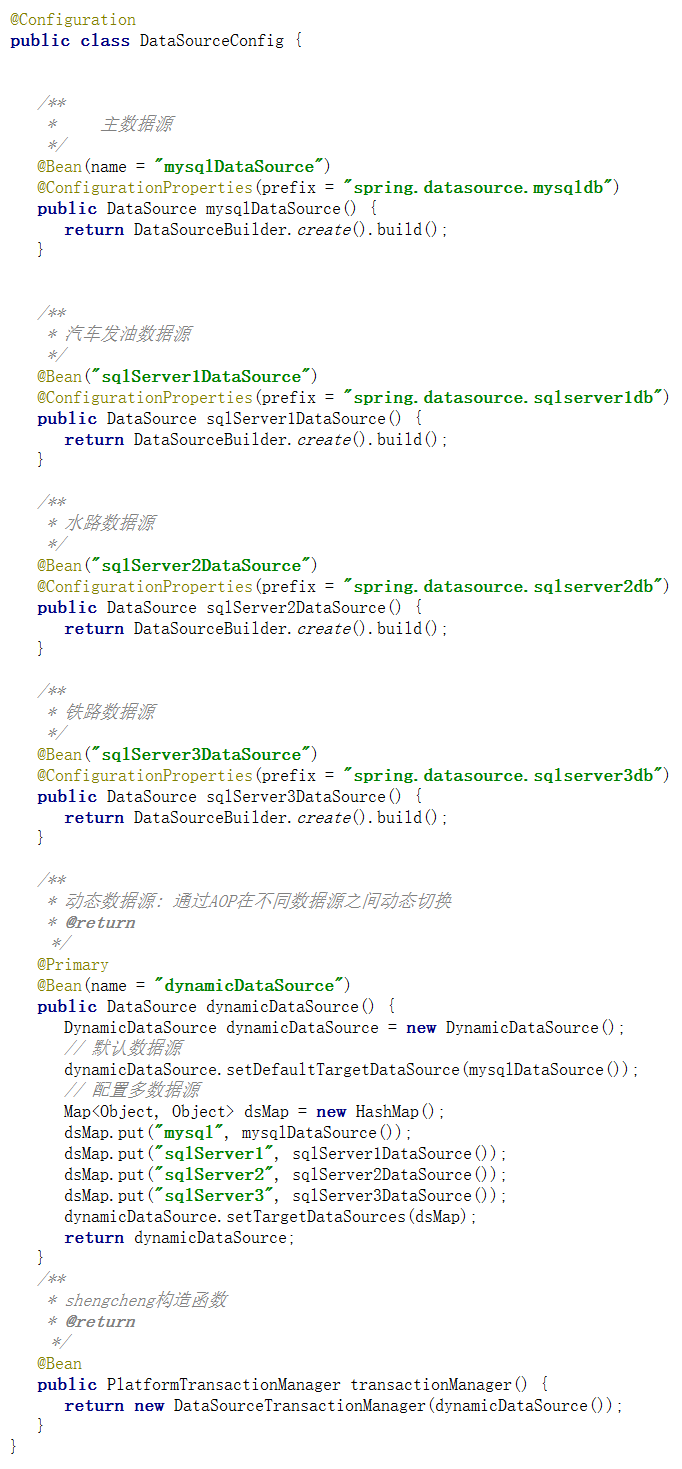 @Configuration
public class DataSourceConfig {
/**
 *     主数据源
 */
@Bean(name = "mysqlDataSource")
@ConfigurationProperties(prefix = "spring.datasource.mysqldb")
public DataSource mysqlDataSource() {
return DataSourceBuilder.create().build();
}
/**
 * 汽车发油数据源
 */
@Bean("sqlServer1DataSource")
@ConfigurationProperties(prefix = "spring.datasource.sqlserver1db")
public DataSource sqlServer1DataSource() {
return DataSourceBuilder.create().build();
}
/**
 * 水路数据源
 */
@Bean("sqlServer2DataSource")
@ConfigurationProperties(prefix = "spring.datasource.sqlserver2db")
public DataSource sqlServer2DataSource() {
return DataSourceBuilder.create().build();
}
/**
 * 铁路数据源
 */
@Bean("sqlServer3DataSource")
@ConfigurationProperties(prefix = "spring.datasource.sqlserver3db")
public DataSource sqlServer3DataSource() {
return DataSourceBuilder.create().build();
}
/**
 * 动态数据源: 通过AOP在不同数据源之间动态切换
 * @return
 */
@Primary
@Bean(name = "dynamicDataSource")
public DataSource dynamicDataSource() {
DynamicDataSource dynamicDataSource = new DynamicDataSource();
// 默认数据源
dynamicDataSource.setDefaultTargetDataSource(mysqlDataSource());
// 配置多数据源
Map<Object, Object> dsMap = new HashMap();
dsMap.put("mysql", mysqlDataSource());
dsMap.put("sqlServer1", sqlServer1DataSource());
dsMap.put("sqlServer2", sqlServer2DataSource());
dsMap.put("sqlServer3", sqlServer3DataSource());
dynamicDataSource.setTargetDataSources(dsMap);
return dynamicDataSource;
}
/**
 * shengcheng构造函数
 * @return
 */
@Bean
public PlatformTransactionManager transactionManager() {
return new DataSourceTransactionManager(dynamicDataSource());
}
}